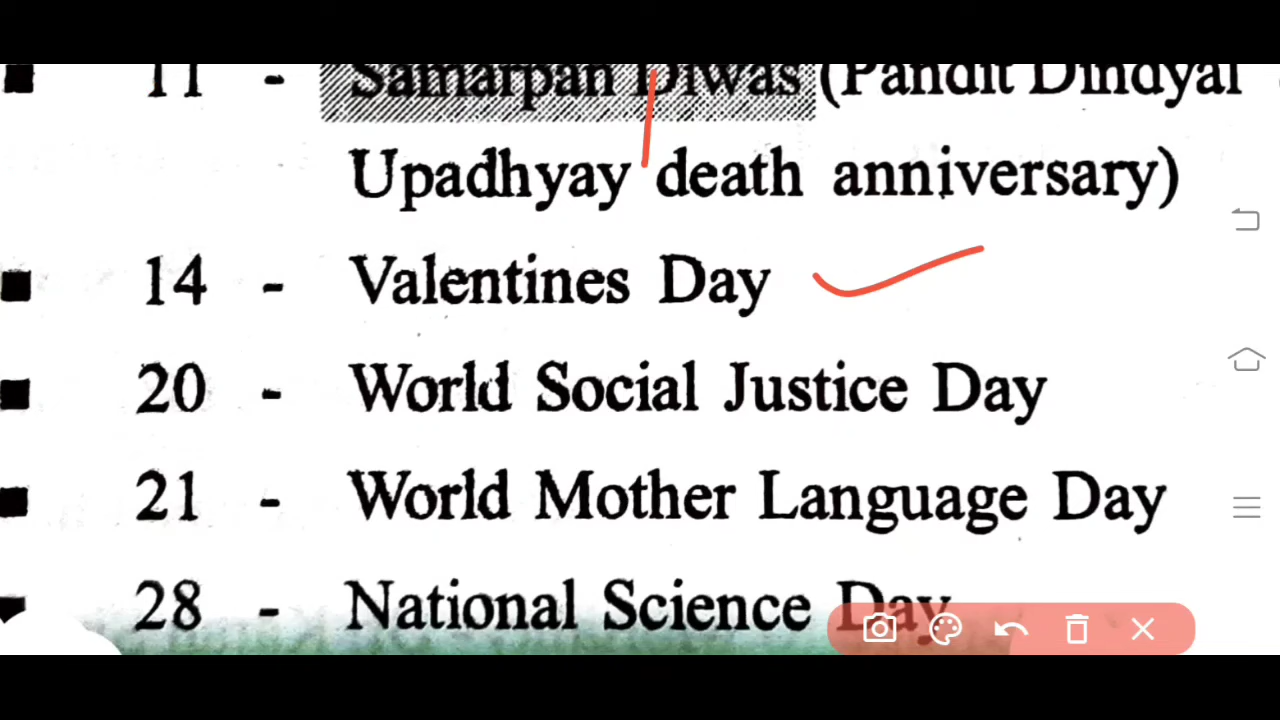 ■ 11 - Samarpan Diwas (Pandit Dindyal
Upadhyay death anniversary)
■ 14 - Valentines Day
■ 20 - World Social Justice Day
■ 21 - World Mother Language Day
■ 28 - National Science Day